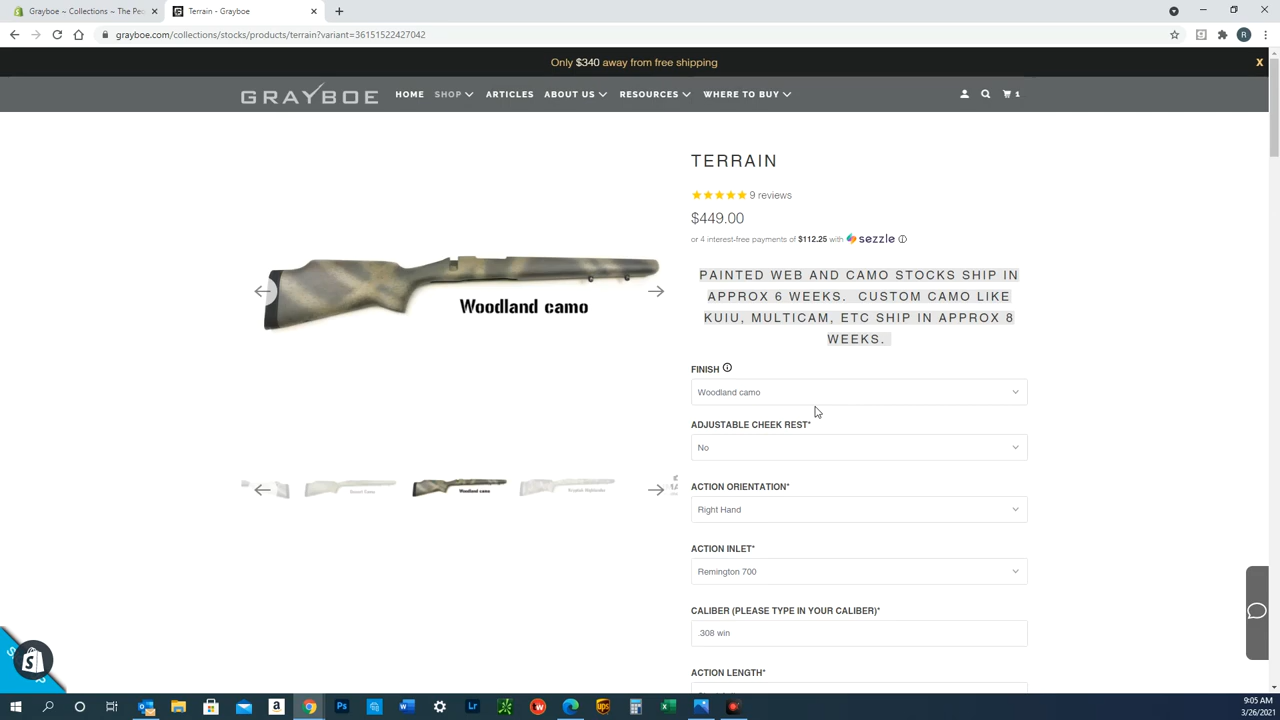 Grayboe ~ Collections ~ The Pe
Terrain - Grayboe
grayboe.com/collections/stocks/products/terrain?variant=36151522427042
Only $340 away from free shipping
X
GRAYBOE
HOME
SHOP
ARTICLES
ABOUT US
RESOURCES
WHERE TO BUY
1
TERRAIN
9 reviews
$449.00
or 4 interest-free payments of $112.25 with sezzle
PAINTED WEB AND CAMO STOCKS SHIP IN
APPROX 6 WEEKS. CUSTOM CAMO LIKE
KUIU, MULTICAM, ETC SHIP IN APPROX 8
WEEKS.
Woodland camo
FINISH
Woodland camo
ADJUSTABLE CHEEK REST*
No
ACTION ORIENTATION*
Right Hand
ACTION INLET*
Remington 700
CALIBER (PLEASE TYPE IN YOUR CALIBER)*
.308 win
ACTION LENGTH*
Desert Camo
Woodland camo
9:05 AM
3/26/2021